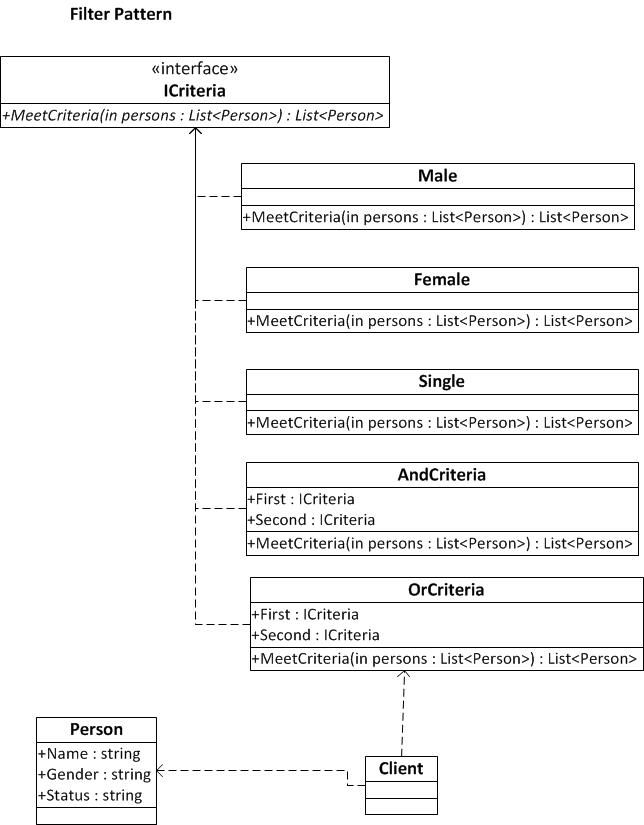 Filter Pattern
«interface»
ICriteria
+MeetCriteria(in persons : List<Person>) : List<Person>
Male
+MeetCriteria(in persons : List<Person>) : List<Person>
Female
+MeetCriteria(in persons : List<Person>) : List<Person>
Single
+MeetCriteria(in persons : List<Person>) : List<Person>
AndCriteria
+First : ICriteria
+Second : ICriteria
+MeetCriteria(in persons : List<Person>) : List<Person>
OrCriteria
+First : ICriteria
+Second : ICriteria
+MeetCriteria(in persons : List<Person>) : List<Person>
Person
+Name : string
+Gender : string
+Status : string
Client